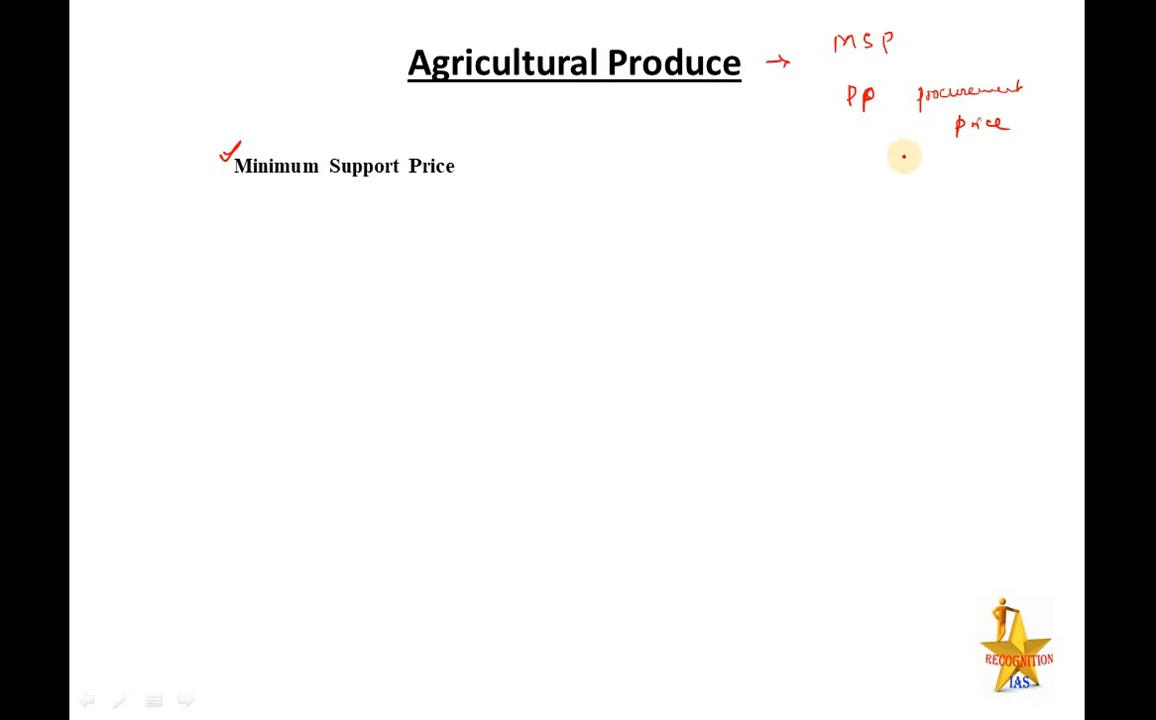 Agricultural Produce → MSP
PP procurement
price
✓ Minimum Support Price
RECOGNITION
IAS